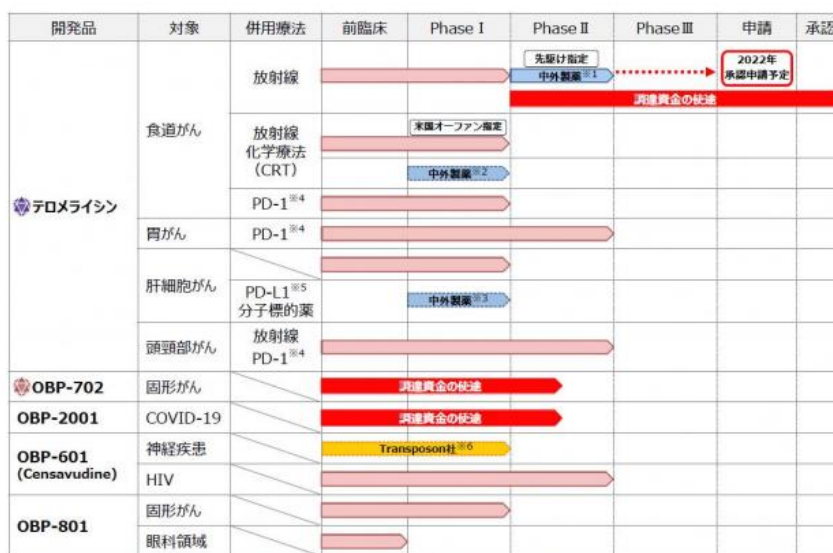 開発品 対象 併用療法 前臨床 Phase Ⅰ Phase Ⅱ Phase Ⅲ 申請 承認
放射線
先駆け指定
中外製薬※1
2022年
承認申請予定
調達資金の使途
テロメライシン
食道がん
放射線
化学療法
(CRT)
米国オーファン指定
中外製薬※2
PD-1※4
胃がん PD-1※4
肝細胞がん
PD-L1※5
分子標的薬
中外製薬※3
頭頸部がん
放射線
PD-1※4
OBP-702 固形がん 調達資金の使途
OBP-2001 COVID-19 調達資金の使途
OBP-601
(Censavudine)
神経疾患 Transposon社※6
HIV
OBP-801
固形がん
眼科領域